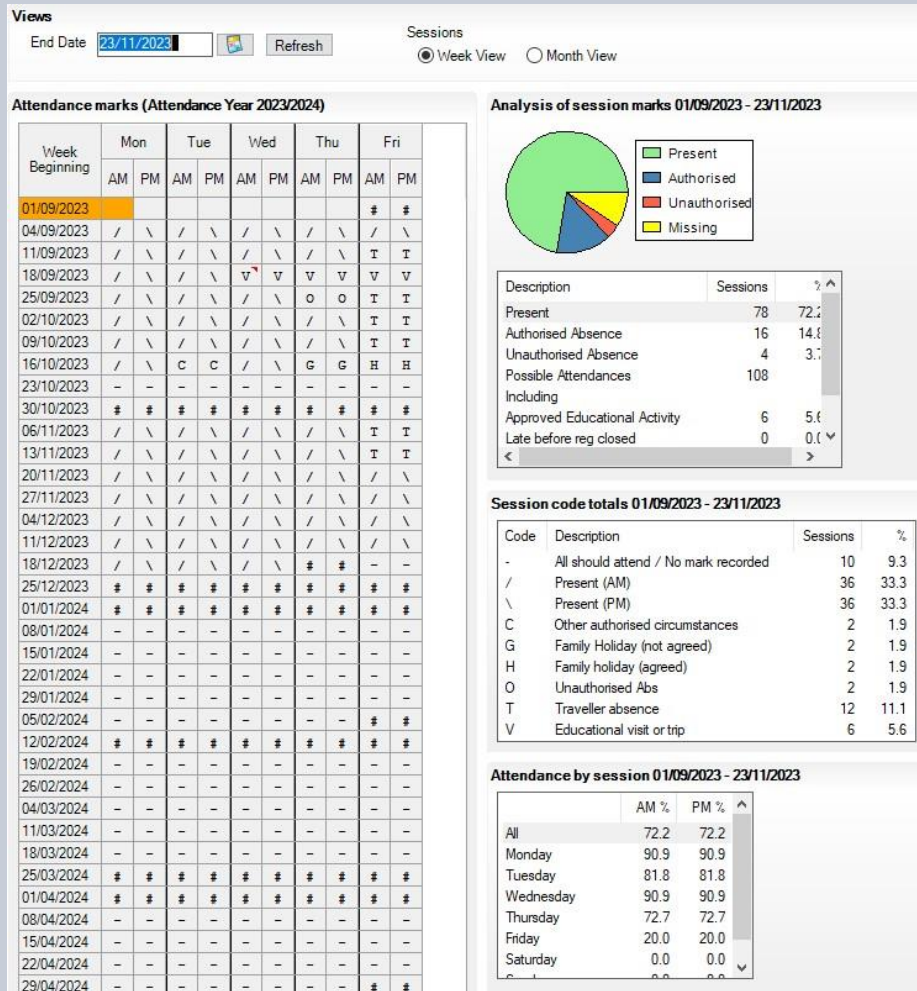 Views
End Date 23/11/2023 Refresh
Sessions
Week View Month View
Attendance marks (Attendance Year 2023/2024)
Week Beginning Mon Tue Wed Thu Fri
AM PM AM PM AM PM AM PM AM PM
01/09/2023 # #
04/09/2023 / \ / \ / \ / \ / \
11/09/2023 / \ / \ / \ / \ T T
18/09/2023 / \ / \ V V V V V V
25/09/2023 / \ / \ / \ O O T T
02/10/2023 / \ / \ / \ / \ T T
09/10/2023 / \ / \ / \ / \ T T
16/10/2023 / \ C C / \ G G H H
23/10/2023 - - - - - - - - - -
30/10/2023 # # # # # # # # # #
06/11/2023 / \ / \ / \ / \ T T
13/11/2023 / \ / \ / \ / \ T T
20/11/2023 / \ / \ / \ / \ / \
27/11/2023 / \ / \ / \ / \ / \
04/12/2023 / \ / \ / \ / \ / \
11/12/2023 / \ / \ / \ / \ / \
18/12/2023 / \ / \ / \ # # - -
25/12/2023 # # # # # # # # # #
01/01/2024 # # # # # # # # # #
08/01/2024 - - - - - - - - - -
15/01/2024 - - - - - - - - - -
22/01/2024 - - - - - - - - - -
29/01/2024 - - - - - - - - - -
05/02/2024 - - - - - - - - # #
12/02/2024 # # # # # # # # # #
19/02/2024 - - - - - - - - - -
26/02/2024 - - - - - - - - - -
04/03/2024 - - - - - - - - - -
11/03/2024 - - - - - - - - - -
18/03/2024 - - - - - - - - - -
25/03/2024 # # # # # # # # # #
01/04/2024 # # # # # # # # # #
08/04/2024 - - - - - - - - - -
15/04/2024 - - - - - - - - - -
22/04/2024 - - - - - - - - - -
29/04/2024 - - - - - - - - # #
Analysis of session marks 01/09/2023 - 23/11/2023
Present
Authorised
Unauthorised
Missing
Description Sessions %
Present 78 72.2
Authorised Absence 16 14.8
Unauthorised Absence 4 3.7
Possible Attendances 108
Including
Approved Educational Activity 6 5.6
Late before reg closed 0 0.0
Session code totals 01/09/2023 - 23/11/2023
Code Description Sessions %
- All should attend / No mark recorded 10 9.3
/ Present (AM) 36 33.3
\ Present (PM) 36 33.3
C Other authorised circumstances 2 1.9
G Family Holiday (not agreed) 2 1.9
H Family holiday (agreed) 2 1.9
O Unauthorised Abs 2 1.9
T Traveller absence 12 11.1
V Educational visit or trip 6 5.6
Attendance by session 01/09/2023 - 23/11/2023
AM % PM %
All 72.2 72.2
Monday 90.9 90.9
Tuesday 81.8 81.8
Wednesday 90.9 90.9
Thursday 72.7 72.7
Friday 20.0 20.0
Saturday 0.0 0.0